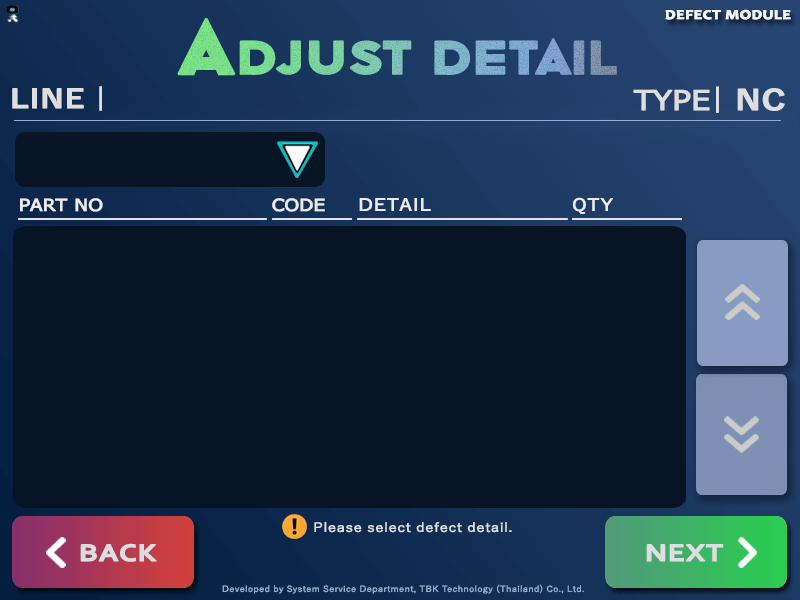 DEFECT MODULE
ADJUST DETAIL
LINE |
TYPE| NC
PART NO CODE DETAIL QTY
! Please select defect detail.
BACK
NEXT
Developed by System Service Department, TBK Technology (Thailand) Co., Ltd.